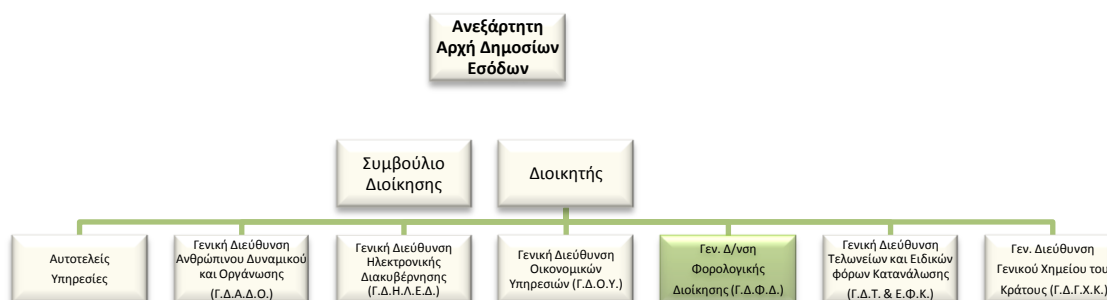 Ανεξάρτητη
Αρχή Δημοσίων
Εσόδων
Συμβούλιο
Διοίκησης
Διοικητής
Αυτοτελείς
Υπηρεσίες
Γενική Διεύθυνση
Ανθρώπινου Δυναμικού
και Οργάνωσης
(Γ.Δ.Α.Δ.Ο.)
Γενική Διεύθυνση
Ηλεκτρονικής
Διακυβέρνησης
(Γ.Δ.Η.Λ.Ε.Δ.)
Γενική Διεύθυνση
Οικονομικών
Υπηρεσιών (Γ.Δ.Ο.Υ.)
Γεν. Δ/νση
Φορολογικής
Διοίκησης (Γ.Δ.Φ.Δ.)
Γενική Διεύθυνση
Τελωνείων και Ειδικών
φόρων Κατανάλωσης
(Γ.Δ.Τ. & Ε.Φ.Κ.)
Γεν. Διεύθυνση
Γενικού Χημείου του
Κράτους (Γ.Δ.Γ.Χ.Κ.)